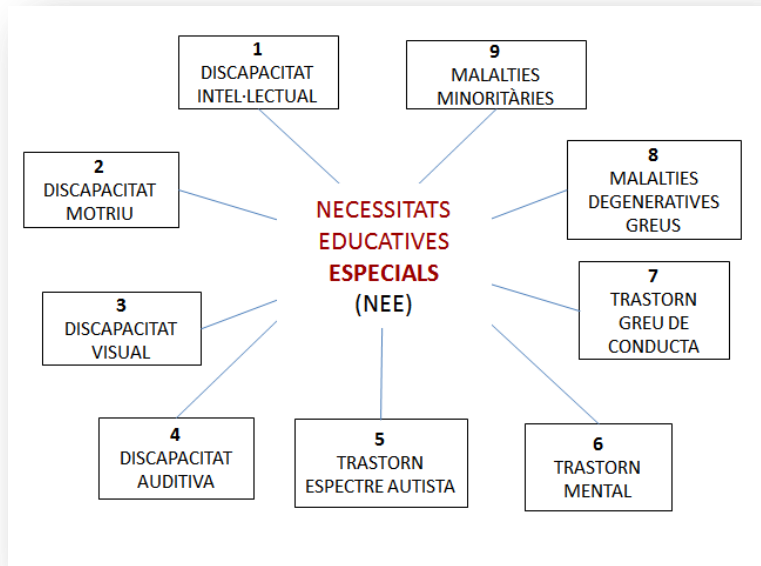 1
DISCAPACITAT
INTEL·LECTUAL
9
MALALTIES
MINORITÀRIES
2
DISCAPACITAT
MOTRIU
8
MALALTIES
DEGENERATIVES
GREUS
NECESSITATS
EDUCATIVES
ESPECIALS
(NEE)
3
DISCAPACITAT
VISUAL
7
TRASTORN
GREU DE
CONDUCTA
4
DISCAPACITAT
AUDITIVA
5
TRASTORN
ESPECTRE AUTISTA
6
TRASTORN
MENTAL